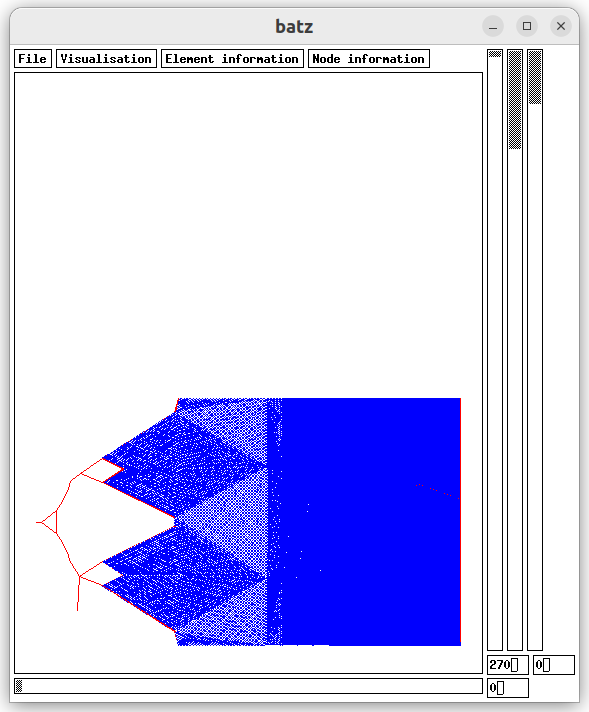 batz
File Visualisation Element information Node information
270 0
0